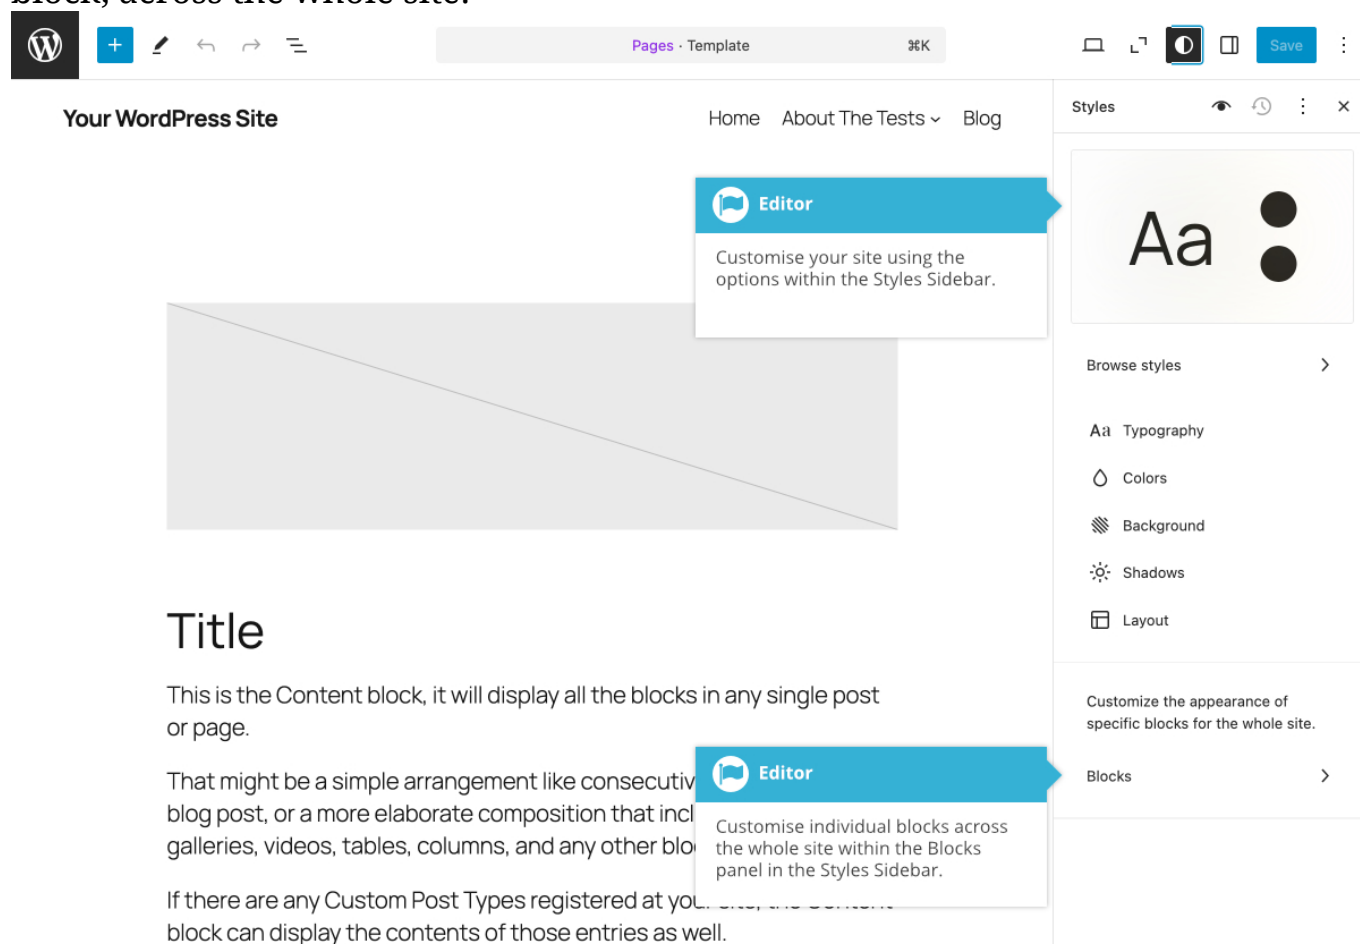 block, across the whole site.
Pages · Template ⌘K
Save
Your WordPress Site
Home About The Tests Blog
Styles
Editor
Customise your site using the
options within the Styles Sidebar.
Aa
Browse styles
Aa Typography
Colors
Background
Shadows
Layout
Title
This is the Content block, it will display all the blocks in any single post
or page.
Customize the appearance of
specific blocks for the whole site.
Blocks
That might be a simple arrangement like
blog post, or a more elaborate composition that
galleries, videos, tables, columns, and any other
Editor
Customise individual blocks across
the whole site within the Blocks
panel in the Styles Sidebar.
If there are any Custom Post Types registered at
block can display the contents of those entries as well.